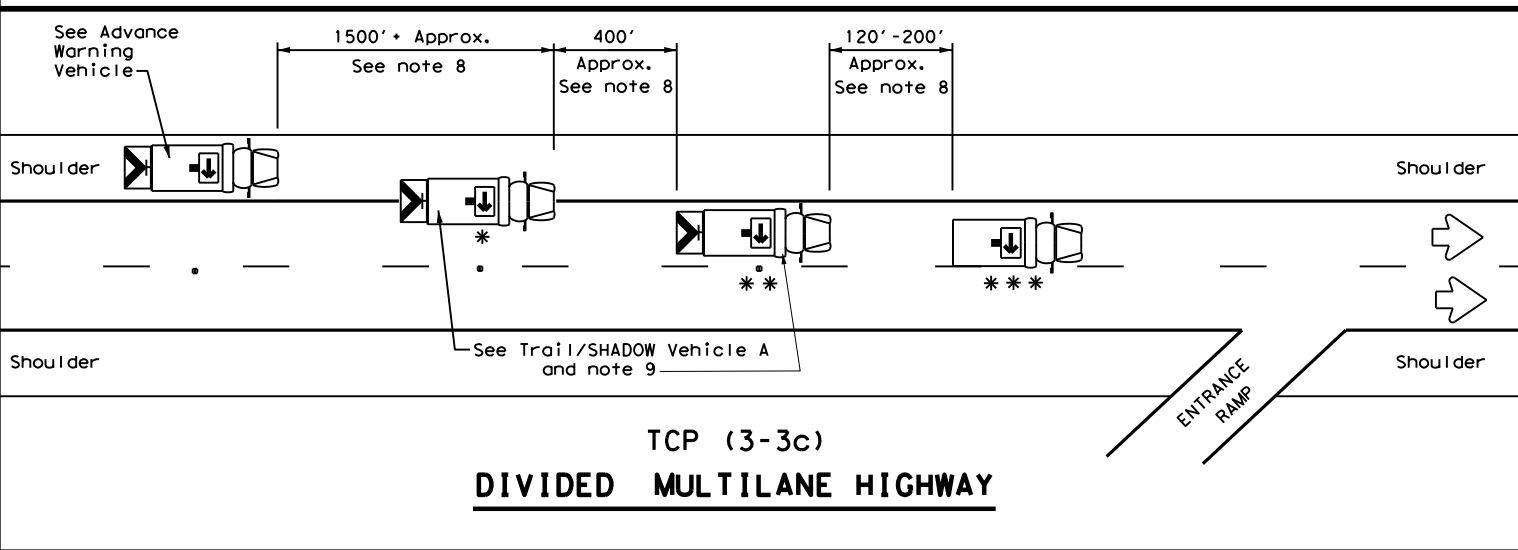 See Advance
Warning
Vehicle
1500'+ Approx.
See note 8
400'
Approx.
See note 8
120'-200'
Approx.
See note 8
Shoulder
Shoulder
*
* *
* * *
See Trail/SHADOW Vehicle A
and note 9
Shoulder
Shoulder
ENTRANCE
RAMP
TCP (3-3c)
DIVIDED MULTILANE HIGHWAY